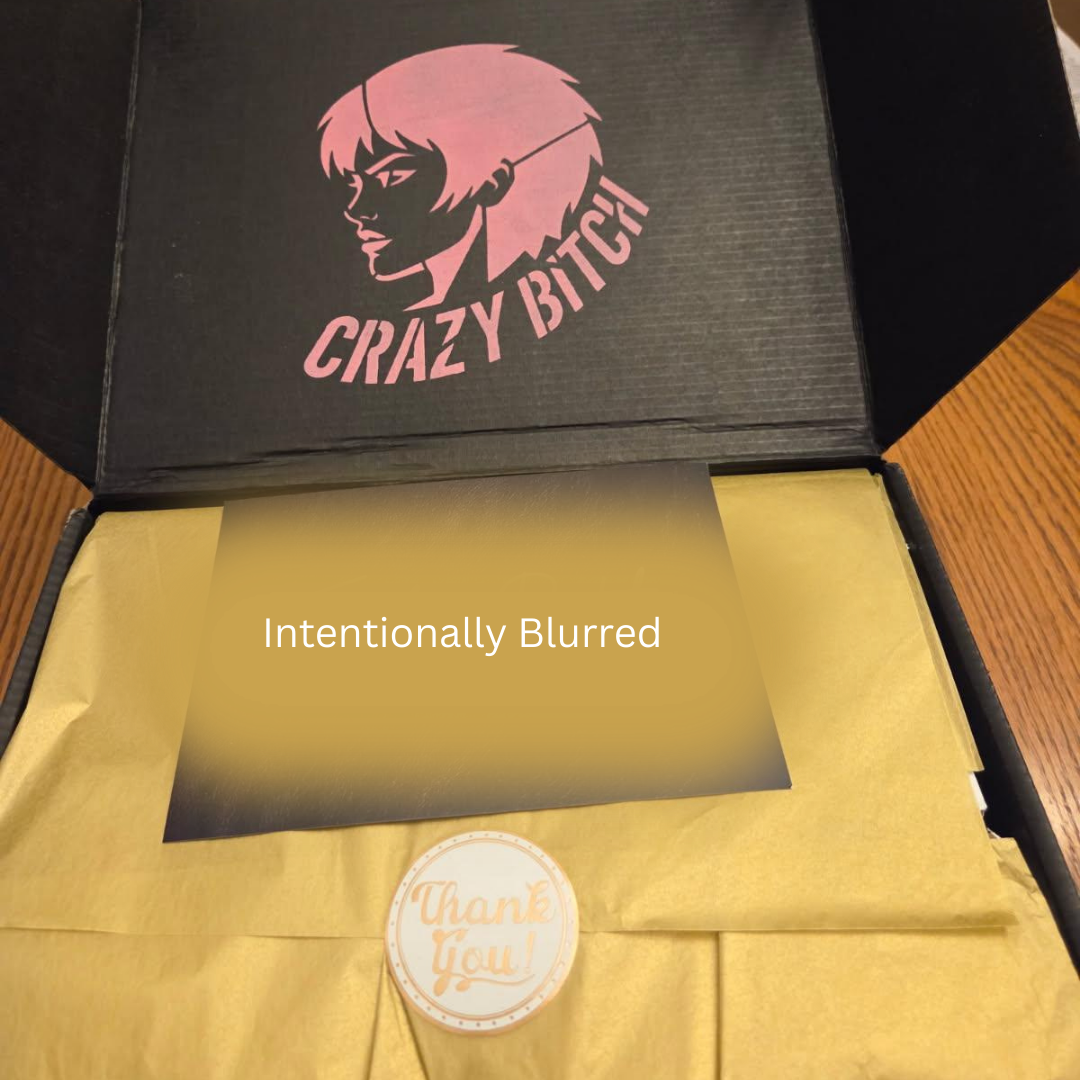 CRAZY BITCH
Intentionally Blurred
Thank
You!